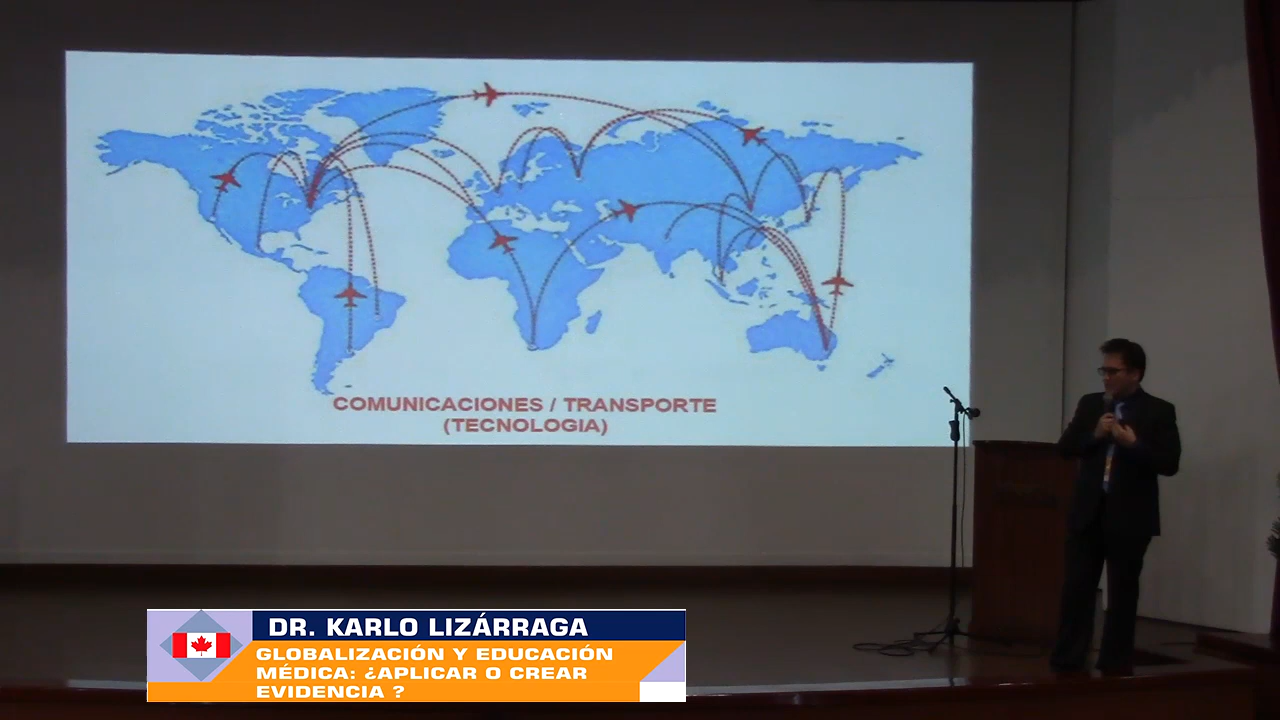 COMUNICACIONES / TRANSPORTE
(TECNOLOGIA)
DR. KARLO LIZÁRRAGA
GLOBALIZACIÓN Y EDUCACIÓN
MÉDICA: ¿APLICAR O CREAR
EVIDENCIA ?